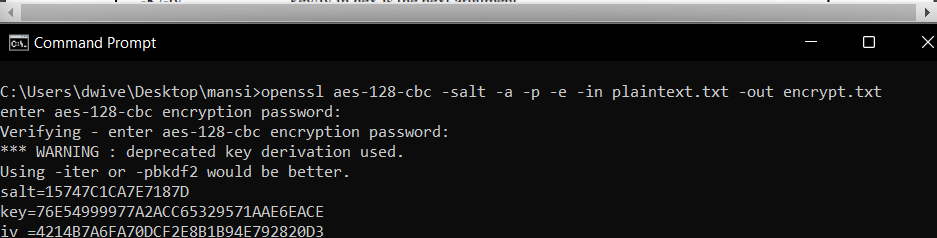 Command Prompt
C:\Users\dwive\Desktop\mansi>openssl aes-128-cbc -salt -a -p -e -in plaintext.txt -out encrypt.txt
enter aes-128-cbc encryption password:
Verifying - enter aes-128-cbc encryption password:
*** WARNING : deprecated key derivation used.
Using -iter or -pbkdf2 would be better.
salt=15747C1CA7E7187D
key=76E54999977A2ACC65329571AAE6EACE
iv =4214B7A6FA70DCF2E8B1B94E792820D3